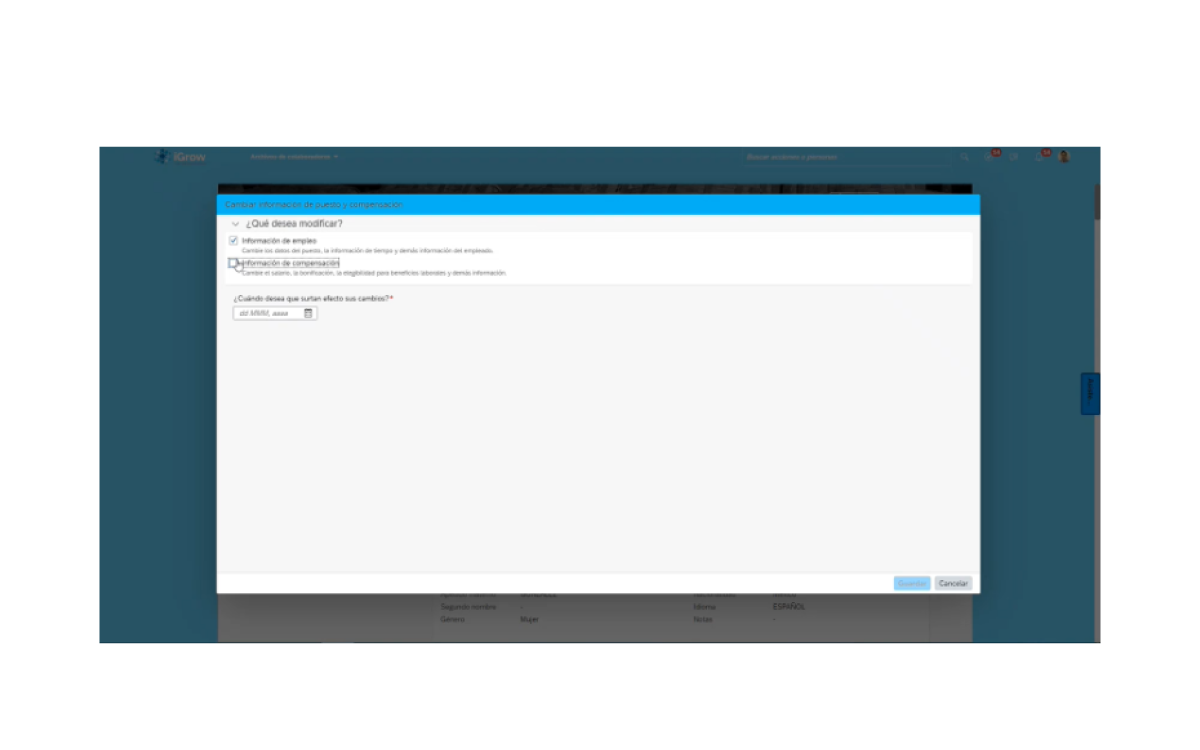 iGrow
Archivos de colaboradores
Buscar acciones o personas
54
54
Cambiar información de puesto y compensación
¿Qué desea modificar?
Información de empleo
Cambie los datos del puesto, la información de tiempo y demás información del empleado.
Información de compensación
Cambie el salario, la bonificación, la elegibilidad para beneficios laborales y demás información.
¿Cuándo desea que surtan efecto sus cambios?*
dd MMM, aaaa
Guardar Cancelar
Segundo nombre - Idioma ESPAÑOL
Género Mujer Notas -